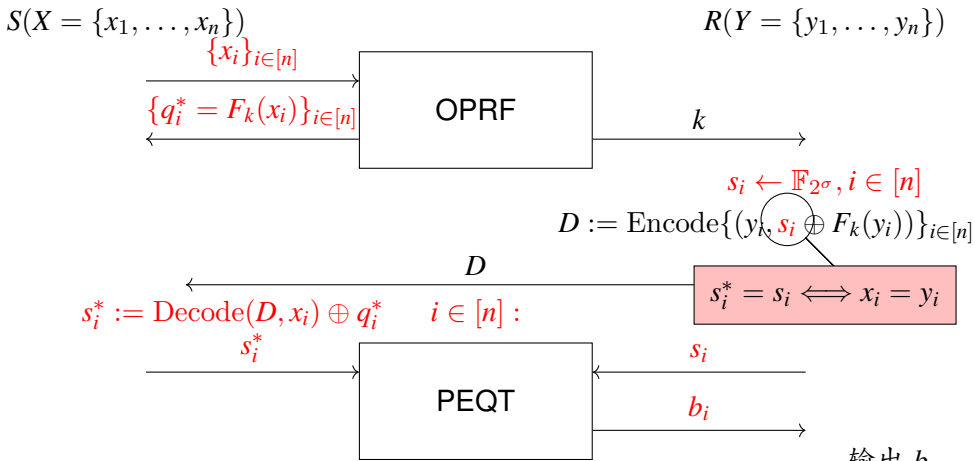 S(X = {x_1, . . . , x_n})
R(Y = {y_1, . . . , y_n})
{x_i}_{i∈[n]}
{q_i^* = F_k(x_i)}_{i∈[n]}
OPRF
k
s_i ← 𝔽_{2^σ}, i ∈ [n]
D := Encode{(y_i, s_i ⊕ F_k(y_i))}_{i∈[n]}
D
s_i^* = s_i ⟺ x_i = y_i
s_i^* := Decode(D, x_i) ⊕ q_i^* i ∈ [n] :
s_i^*
s_i
PEQT
b_i